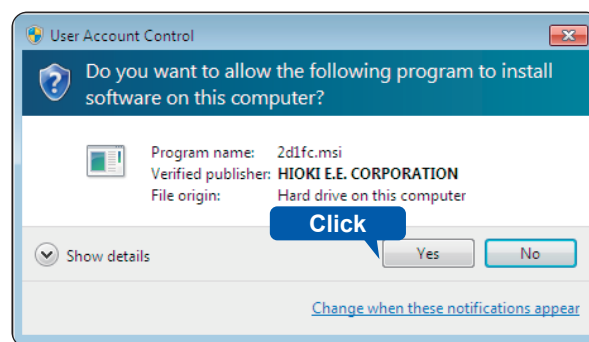 User Account Control
Do you want to allow the following program to install
software on this computer?
Program name: 2d1fc.msi
Verified publisher: HIOKI E.E. CORPORATION
File origin: Hard drive on this computer
Click
Show details
Yes
No
Change when these notifications appear